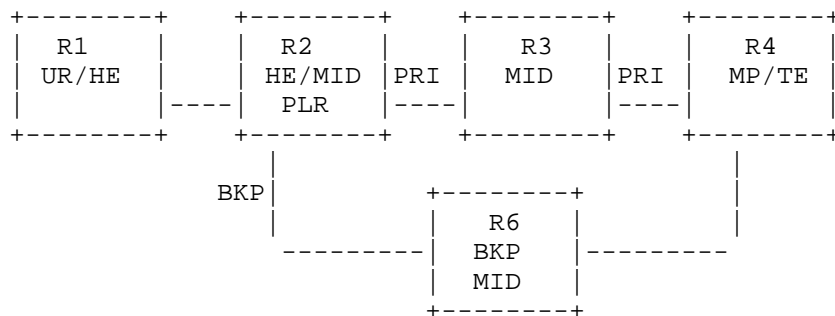 R1 R2 R3 R4
UR/HE HE/MID PRI MID PRI MP/TE
PLR
BKP
R6
BKP
MID